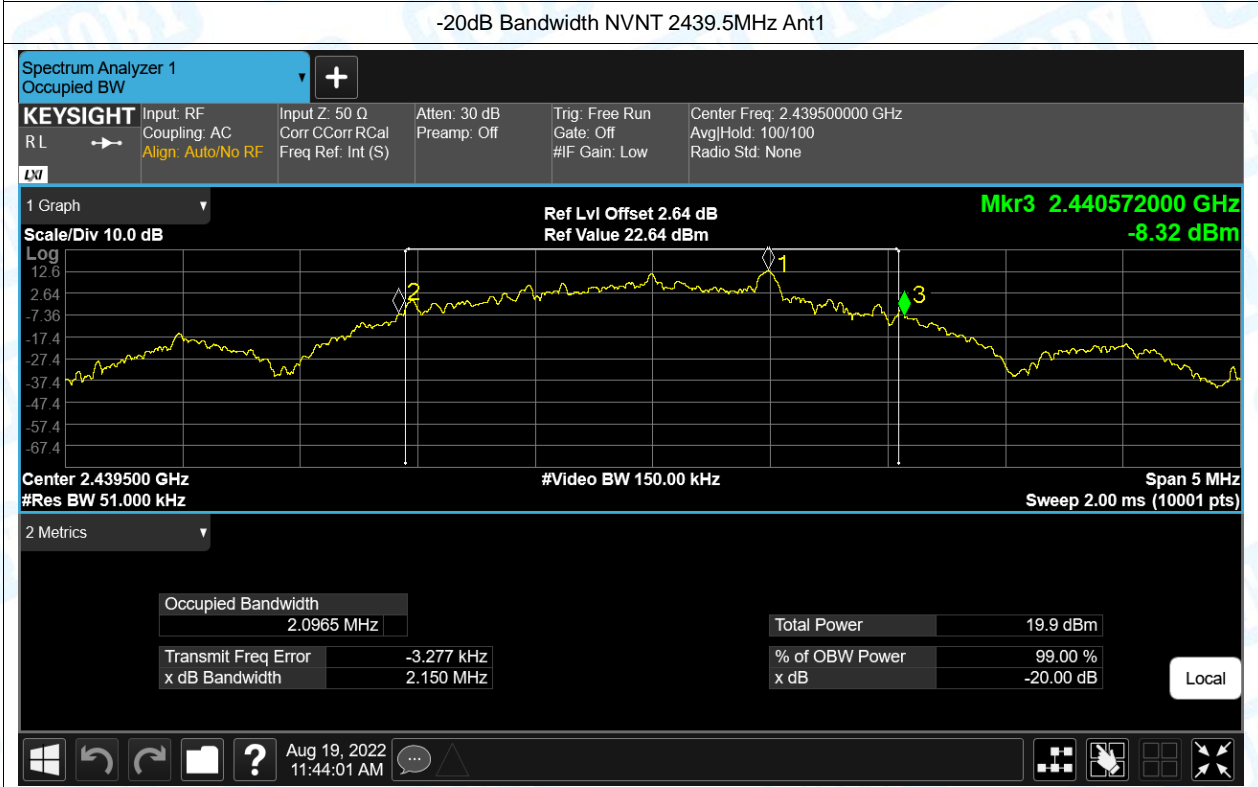 -20dB Bandwidth NVNT 2439.5MHz Ant1
Spectrum Analyzer 1
Occupied BW
KEYSIGHT
RL
LXI
Input: RF
Coupling: AC
Align: Auto/No RF
Input Z: 50 Ω
Corr CCorr RCal
Freq Ref: Int (S)
Atten: 30 dB
Preamp: Off
Trig: Free Run
Gate: Off
#IF Gain: Low
Center Freq: 2.439500000 GHz
Avg|Hold: 100/100
Radio Std: None
1 Graph
Scale/Div 10.0 dB
Ref Lvl Offset 2.64 dB
Ref Value 22.64 dBm
Mkr3 2.440572000 GHz
-8.32 dBm
Log
12.6
2.64
-7.36
-17.4
-27.4
-37.4
-47.4
-57.4
-67.4
2
1
3
Center 2.439500 GHz
#Video BW 150.00 kHz
Span 5 MHz
#Res BW 51.000 kHz
Sweep 2.00 ms (10001 pts)
2 Metrics
Occupied Bandwidth
2.0965 MHz
Total Power 19.9 dBm
Transmit Freq Error -3.277 kHz
% of OBW Power 99.00 %
x dB Bandwidth 2.150 MHz
x dB -20.00 dB
Local
?
Aug 19, 2022
11:44:01 AM